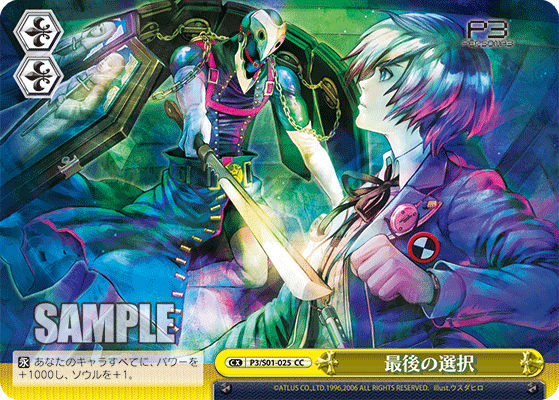 P3
PERSONA3
SAMPLE
永 あなたのキャラすべてに、パワーを
+1000し、ソウルを+1。
CX P3/S01-025 CC
最後の選択
©ATLUS CO.,LTD.1996,2006 ALL RIGHTS RESERVED. illust.ウスダヒロ